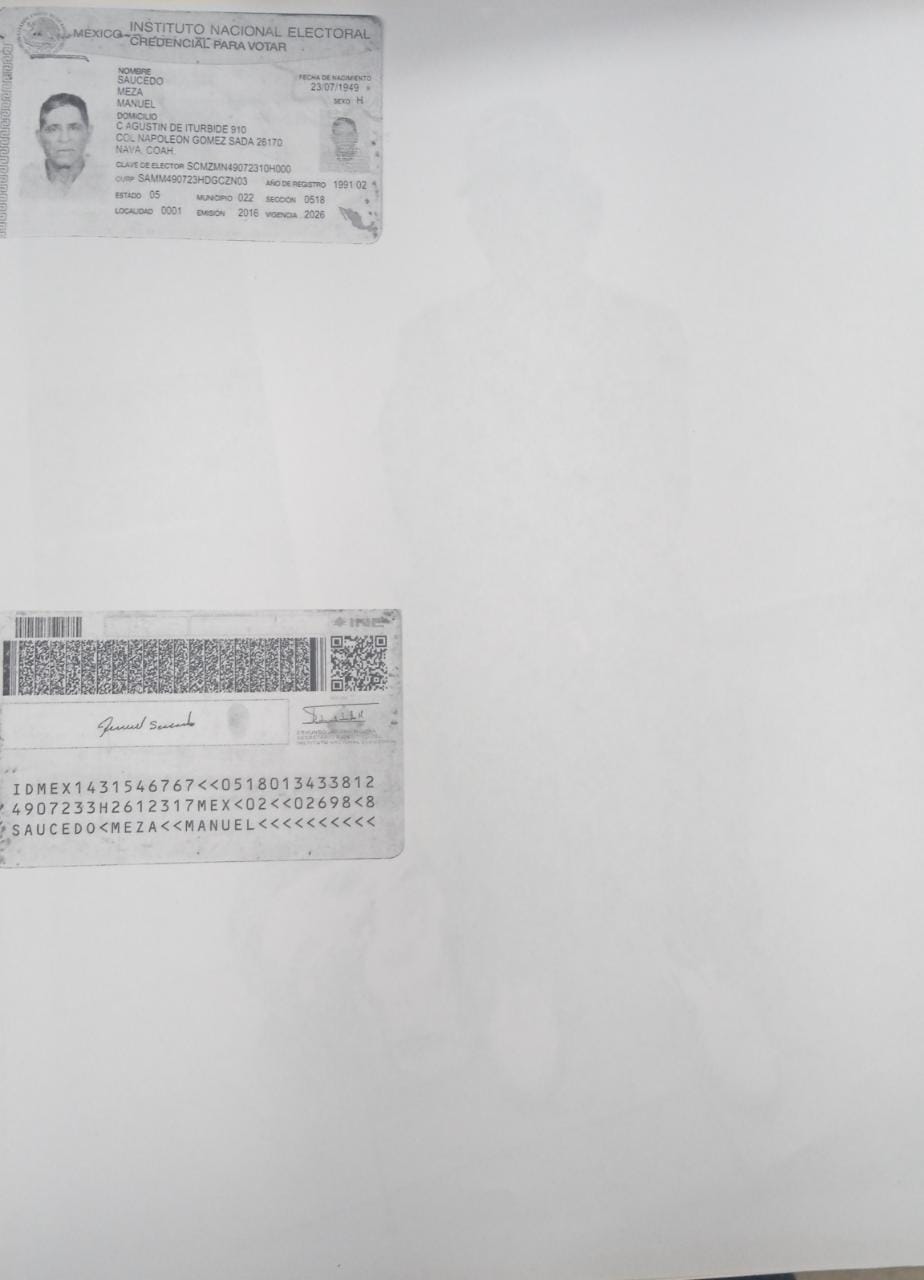 MÉXICO INSTITUTO NACIONAL ELECTORAL
CREDENCIAL PARA VOTAR
NOMBRE
SAUCEDO
MEZA
MANUEL
FECHA DE NACIMIENTO
23/07/1949
SEXO H
DOMICILIO
C AGUSTIN DE ITURBIDE 910
COL NAPOLEON GOMEZ SADA 26170
NAVA, COAH.
CLAVE DE ELECTOR SCMZMN49072310H000
CURP SAMM490723HDGCZN03 AÑO DE REGISTRO 1991 02
ESTADO 05 MUNICIPIO 022 SECCIÓN 0518
LOCALIDAD 0001 EMISIÓN 2016 VIGENCIA 2026
INE
Manuel Saucedo
IDMEX1431546767<<0518013433812
4907233H2612317MEX<02<<02698<8
SAUCEDO<MEZA<<MANUEL<<<<<<<<<<